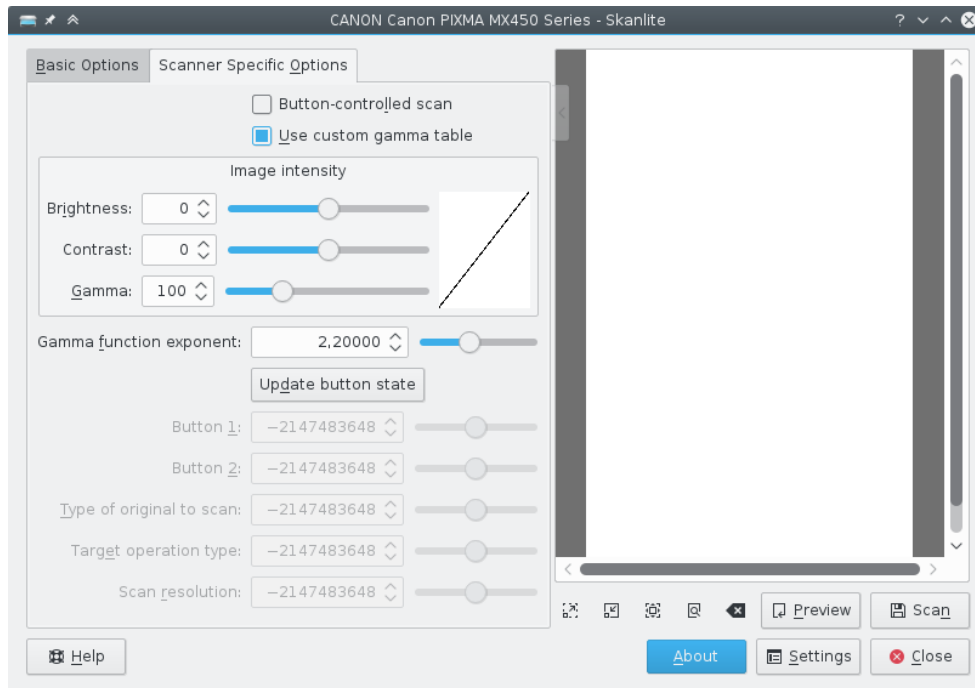 CANON Canon PIXMA MX450 Series - Skanlite
Basic Options Scanner Specific Options
Button-controlled scan
Use custom gamma table
Image intensity
Brightness: 0
Contrast: 0
Gamma: 100
Gamma function exponent: 2,20000
Update button state
Button 1: −2147483648
Button 2: −2147483648
Type of original to scan: −2147483648
Target operation type: −2147483648
Scan resolution: −2147483648
Preview Scan
Help About Settings Close